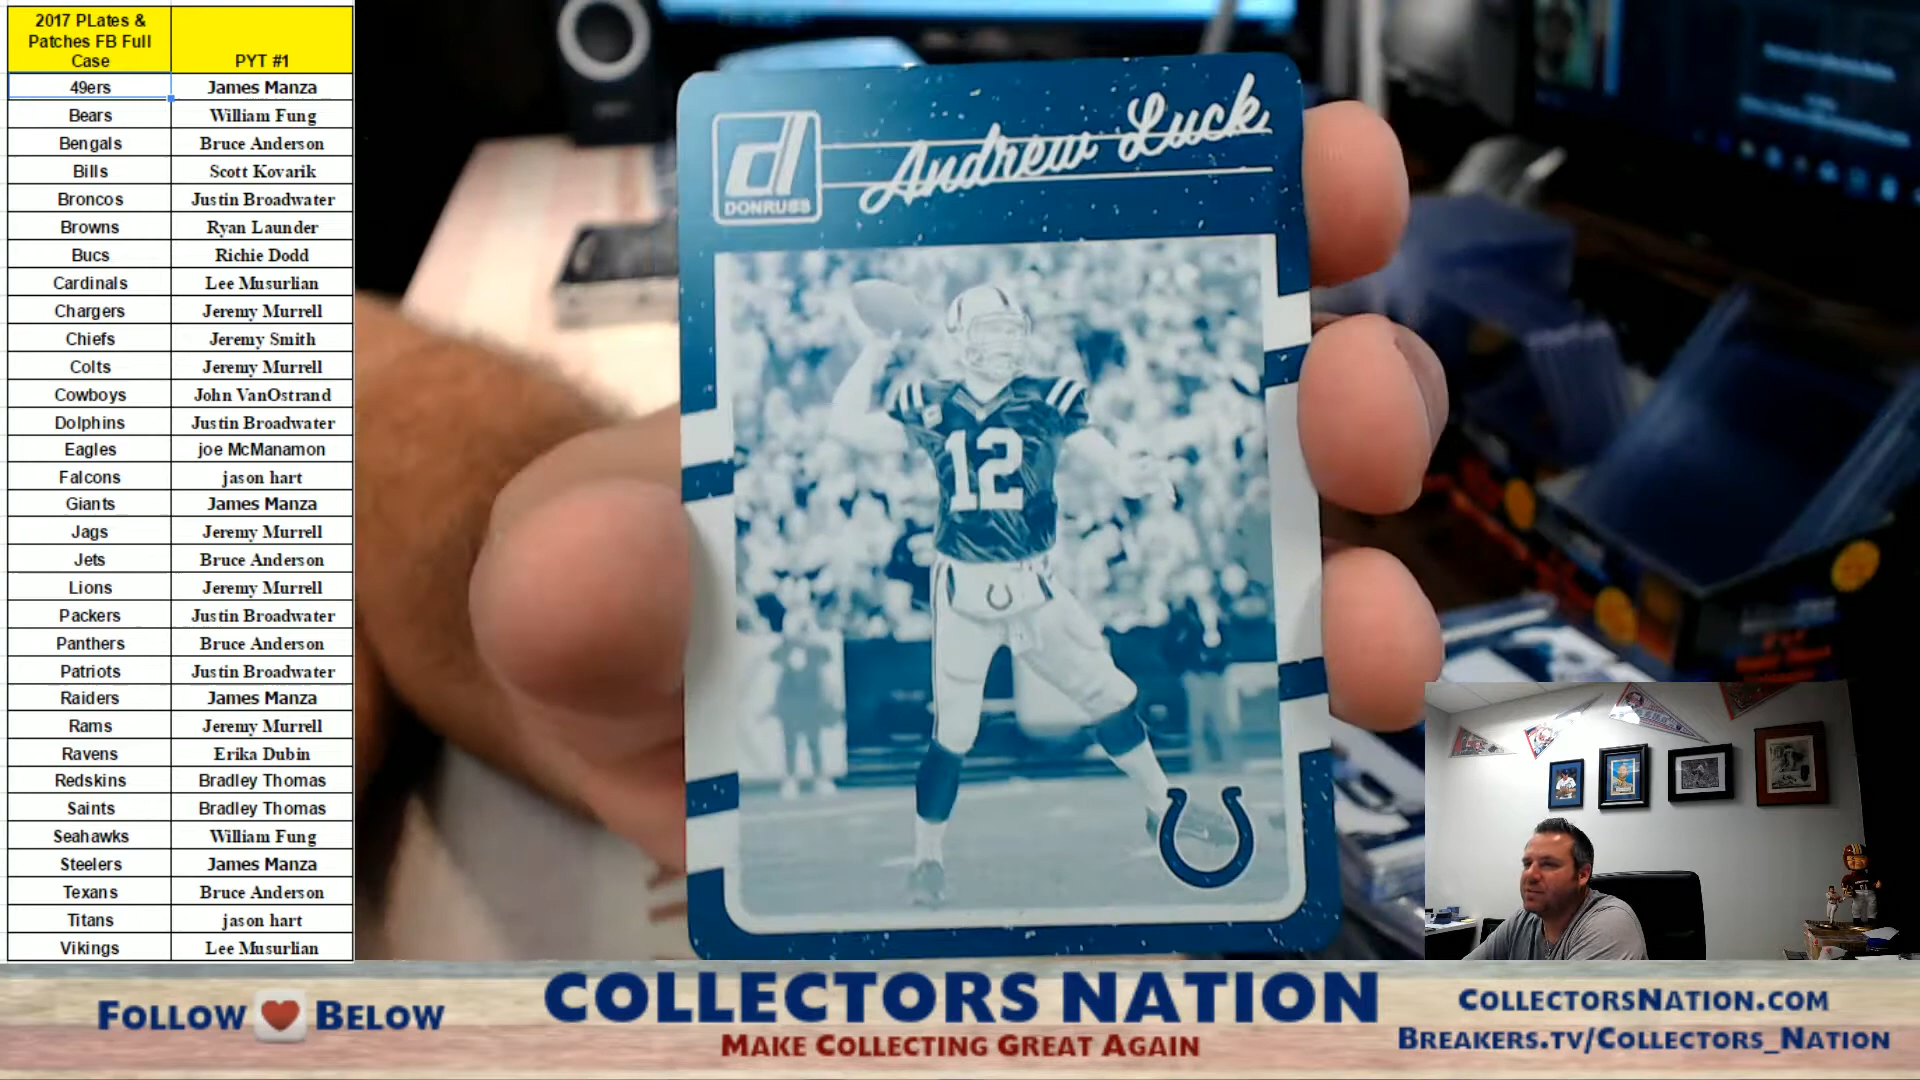 2017 PLates &
Patches FB Full
Case
PYT #1
49ers James Manza
Bears William Fung
Bengals Bruce Anderson
Bills Scott Kovarik
Broncos Justin Broadwater
Browns Ryan Launder
Bucs Richie Dodd
Cardinals Lee Musurlian
Chargers Jeremy Murrell
Chiefs Jeremy Smith
Colts Jeremy Murrell
Cowboys John VanOstrand
Dolphins Justin Broadwater
Eagles joe McManamon
Falcons jason hart
Giants James Manza
Jags Jeremy Murrell
Jets Bruce Anderson
Lions Jeremy Murrell
Packers Justin Broadwater
Panthers Bruce Anderson
Patriots Justin Broadwater
Raiders James Manza
Rams Jeremy Murrell
Ravens Erika Dubin
Redskins Bradley Thomas
Saints Bradley Thomas
Seahawks William Fung
Steelers James Manza
Texans Bruce Anderson
Titans jason hart
Vikings Lee Musurlian
d
DONRUSS
Andrew Luck
12
FOLLOW BELOW
COLLECTORS NATION
MAKE COLLECTING GREAT AGAIN
COLLECTORSNATION.COM
BREAKERS.TV/COLLECTORS_NATION